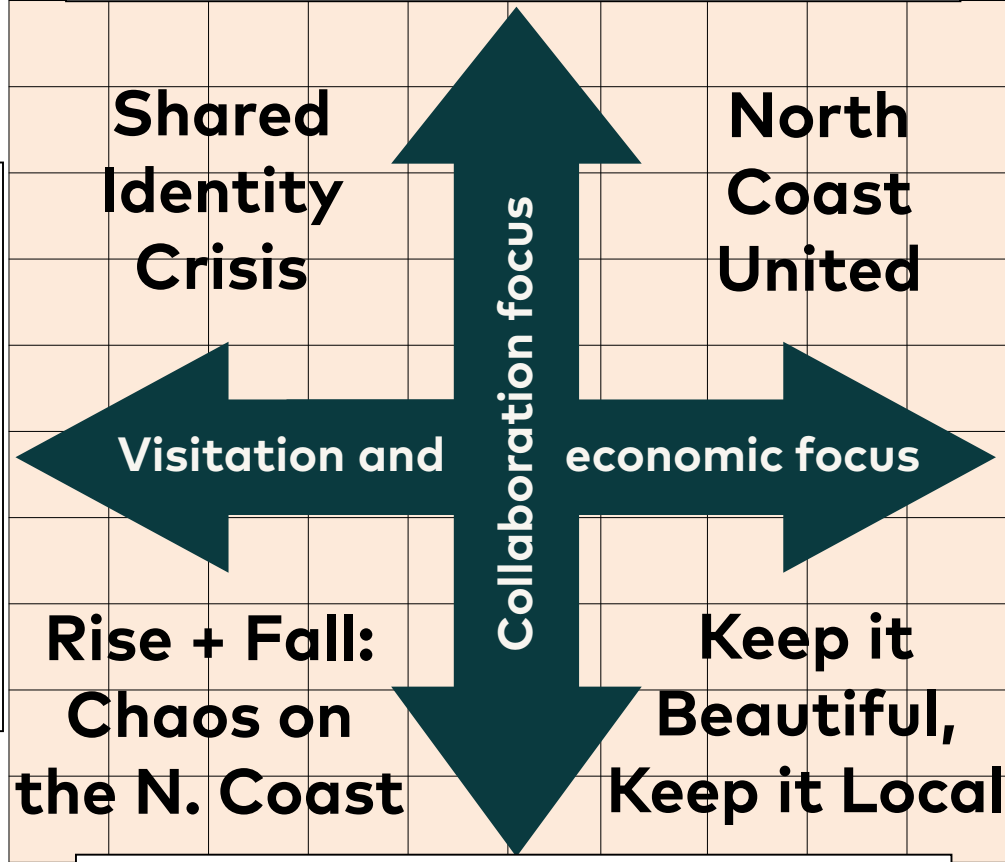 Shared
Identity
Crisis
North
Coast
United
Collaboration focus
Visitation and economic focus
Rise + Fall:
Chaos on
the N. Coast
Keep it
Beautiful,
Keep it Local